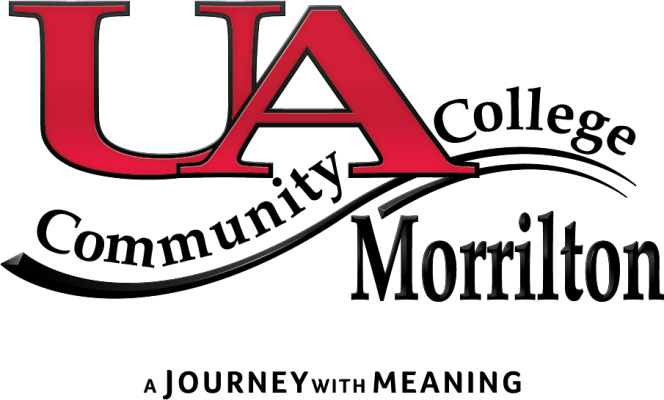 UA
Community College
Morrilton
A JOURNEY WITH MEANING